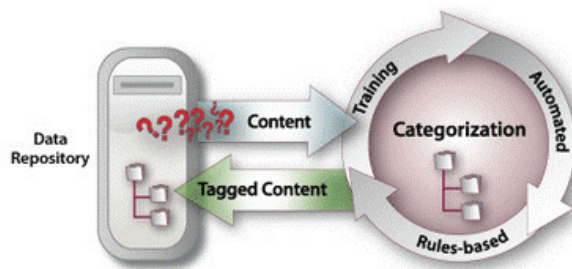 Data
Repository
???????? 
Content
Tagged Content
Training
Automated
Rules-based
Categorization